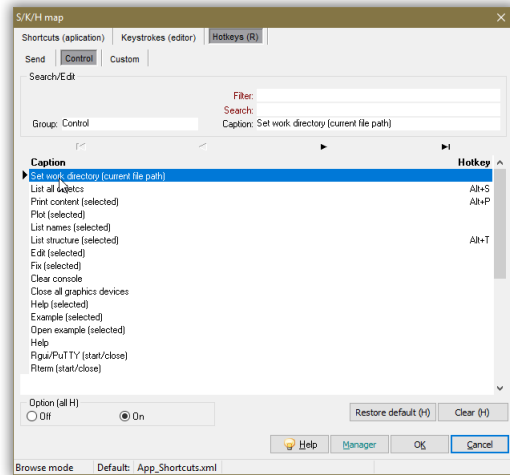 S/K/H map
Shortcuts (aplication) Keystrokes (editor) Hotkeys (R)
Send Control Custom
Search/Edit
Filter:
Search:
Group: Control Caption: Set work directory (current file path)
Caption Hotkey
Set work directory (current file path)
List all objetcs Alt+S
Print content (selected) Alt+P
Plot (selected)
List names (selected)
List structure (selected) Alt+T
Edit (selected)
Fix (selected)
Clear console
Close all graphics devices
Help (selected)
Example (selected)
Open example (selected)
Help
Rgui/PuTTY (start/close)
Rterm (start/close)
Option (all H)
Off On Restore default (H) Clear (H)
Help Manager OK Cancel
Browse mode Default: App_Shortcuts.xml